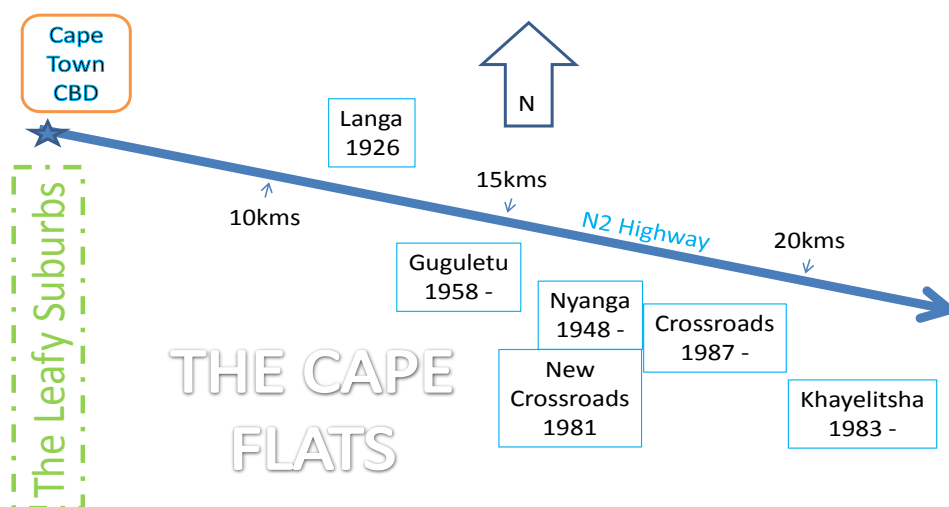 Cape
Town
CBD
N
Langa
1926
15kms
10kms
N2 Highway
20kms
The Leafy Suburbs
Guguletu
1958 -
Nyanga
1948 -
Crossroads
1987 -
THE CAPE
FLATS
New
Crossroads
1981
Khayelitsha
1983 -